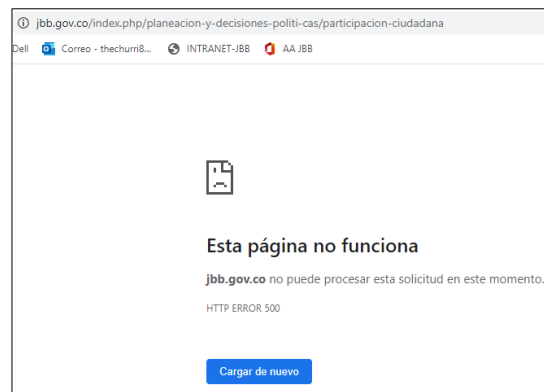 jbb.gov.co/index.php/planeacion-y-decisiones-politi-cas/participacion-ciudadana
Dell Correo - thechurri8... INTRANET-JBB AA JBB
Esta página no funciona
jbb.gov.co no puede procesar esta solicitud en este momento.
HTTP ERROR 500
Cargar de nuevo